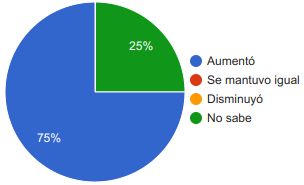 25%
75%
Aumentó
Se mantuvo igual
Disminuyó
No sabe